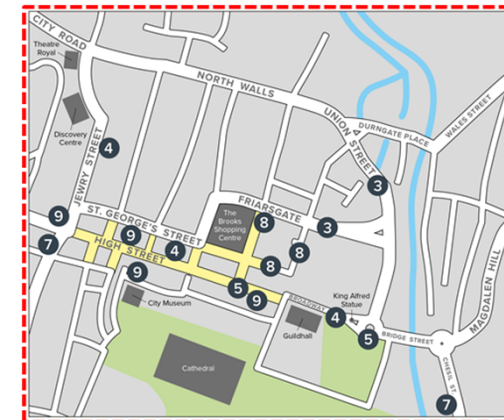 CITY ROAD
Theatre
Royal
NORTH WALLS
WALES STREET
Discovery
Centre
UNION STREET
DURNGATE PLACE
4
JEWRY STREET
3
FRIARSGATE
9
ST. GEORGE'S STREET
The
Brooks
Shopping
Centre
8
3
7
9
HIGH STREET
4
8
8
9
5
9
MAGDALEN HILL
City Museum
BROADWAY
King Alfred
Statue
4
Guildhall
5
BRIDGE STREET
Cathedral
CHESIL ST.
7